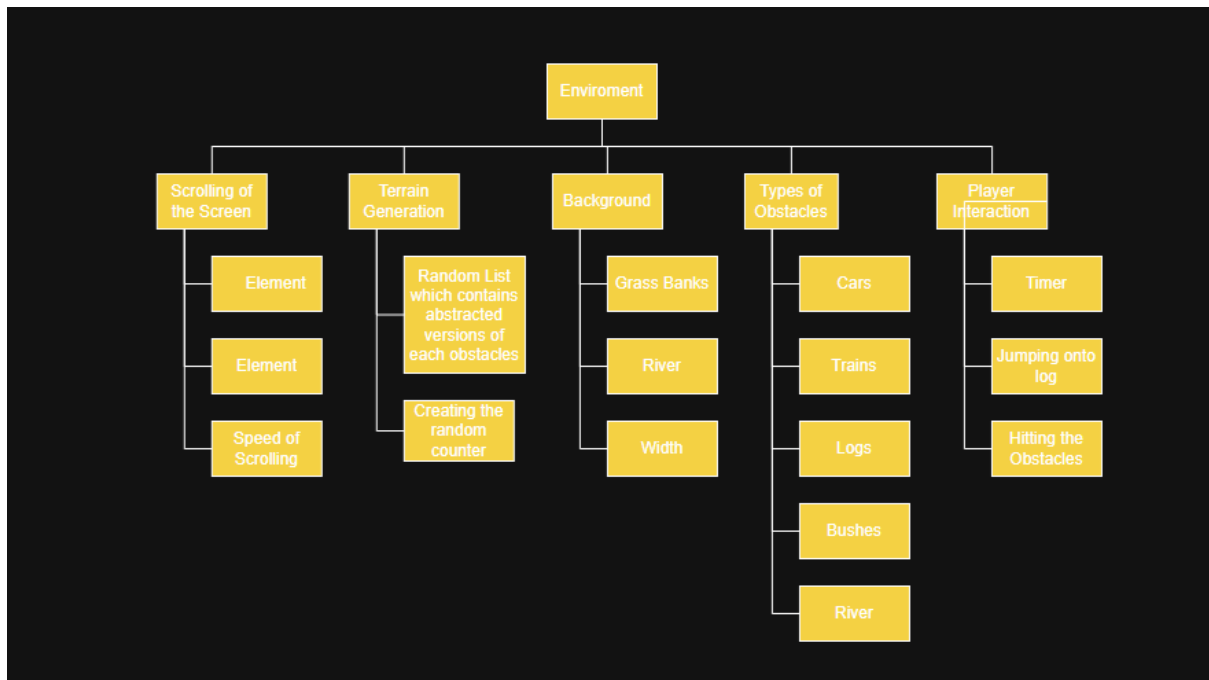 Enviroment
Scrolling of
the Screen
Terrain
Generation
Background
Types of
Obstacles
Player
Interaction
Element
Element
Speed of
Scrolling
Random List
which contains
abstracted
versions of
each obstacles
Creating the
random
counter
Grass Banks
River
Width
Cars
Trains
Logs
Bushes
River
Timer
Jumping onto
log
Hitting the
Obstacles